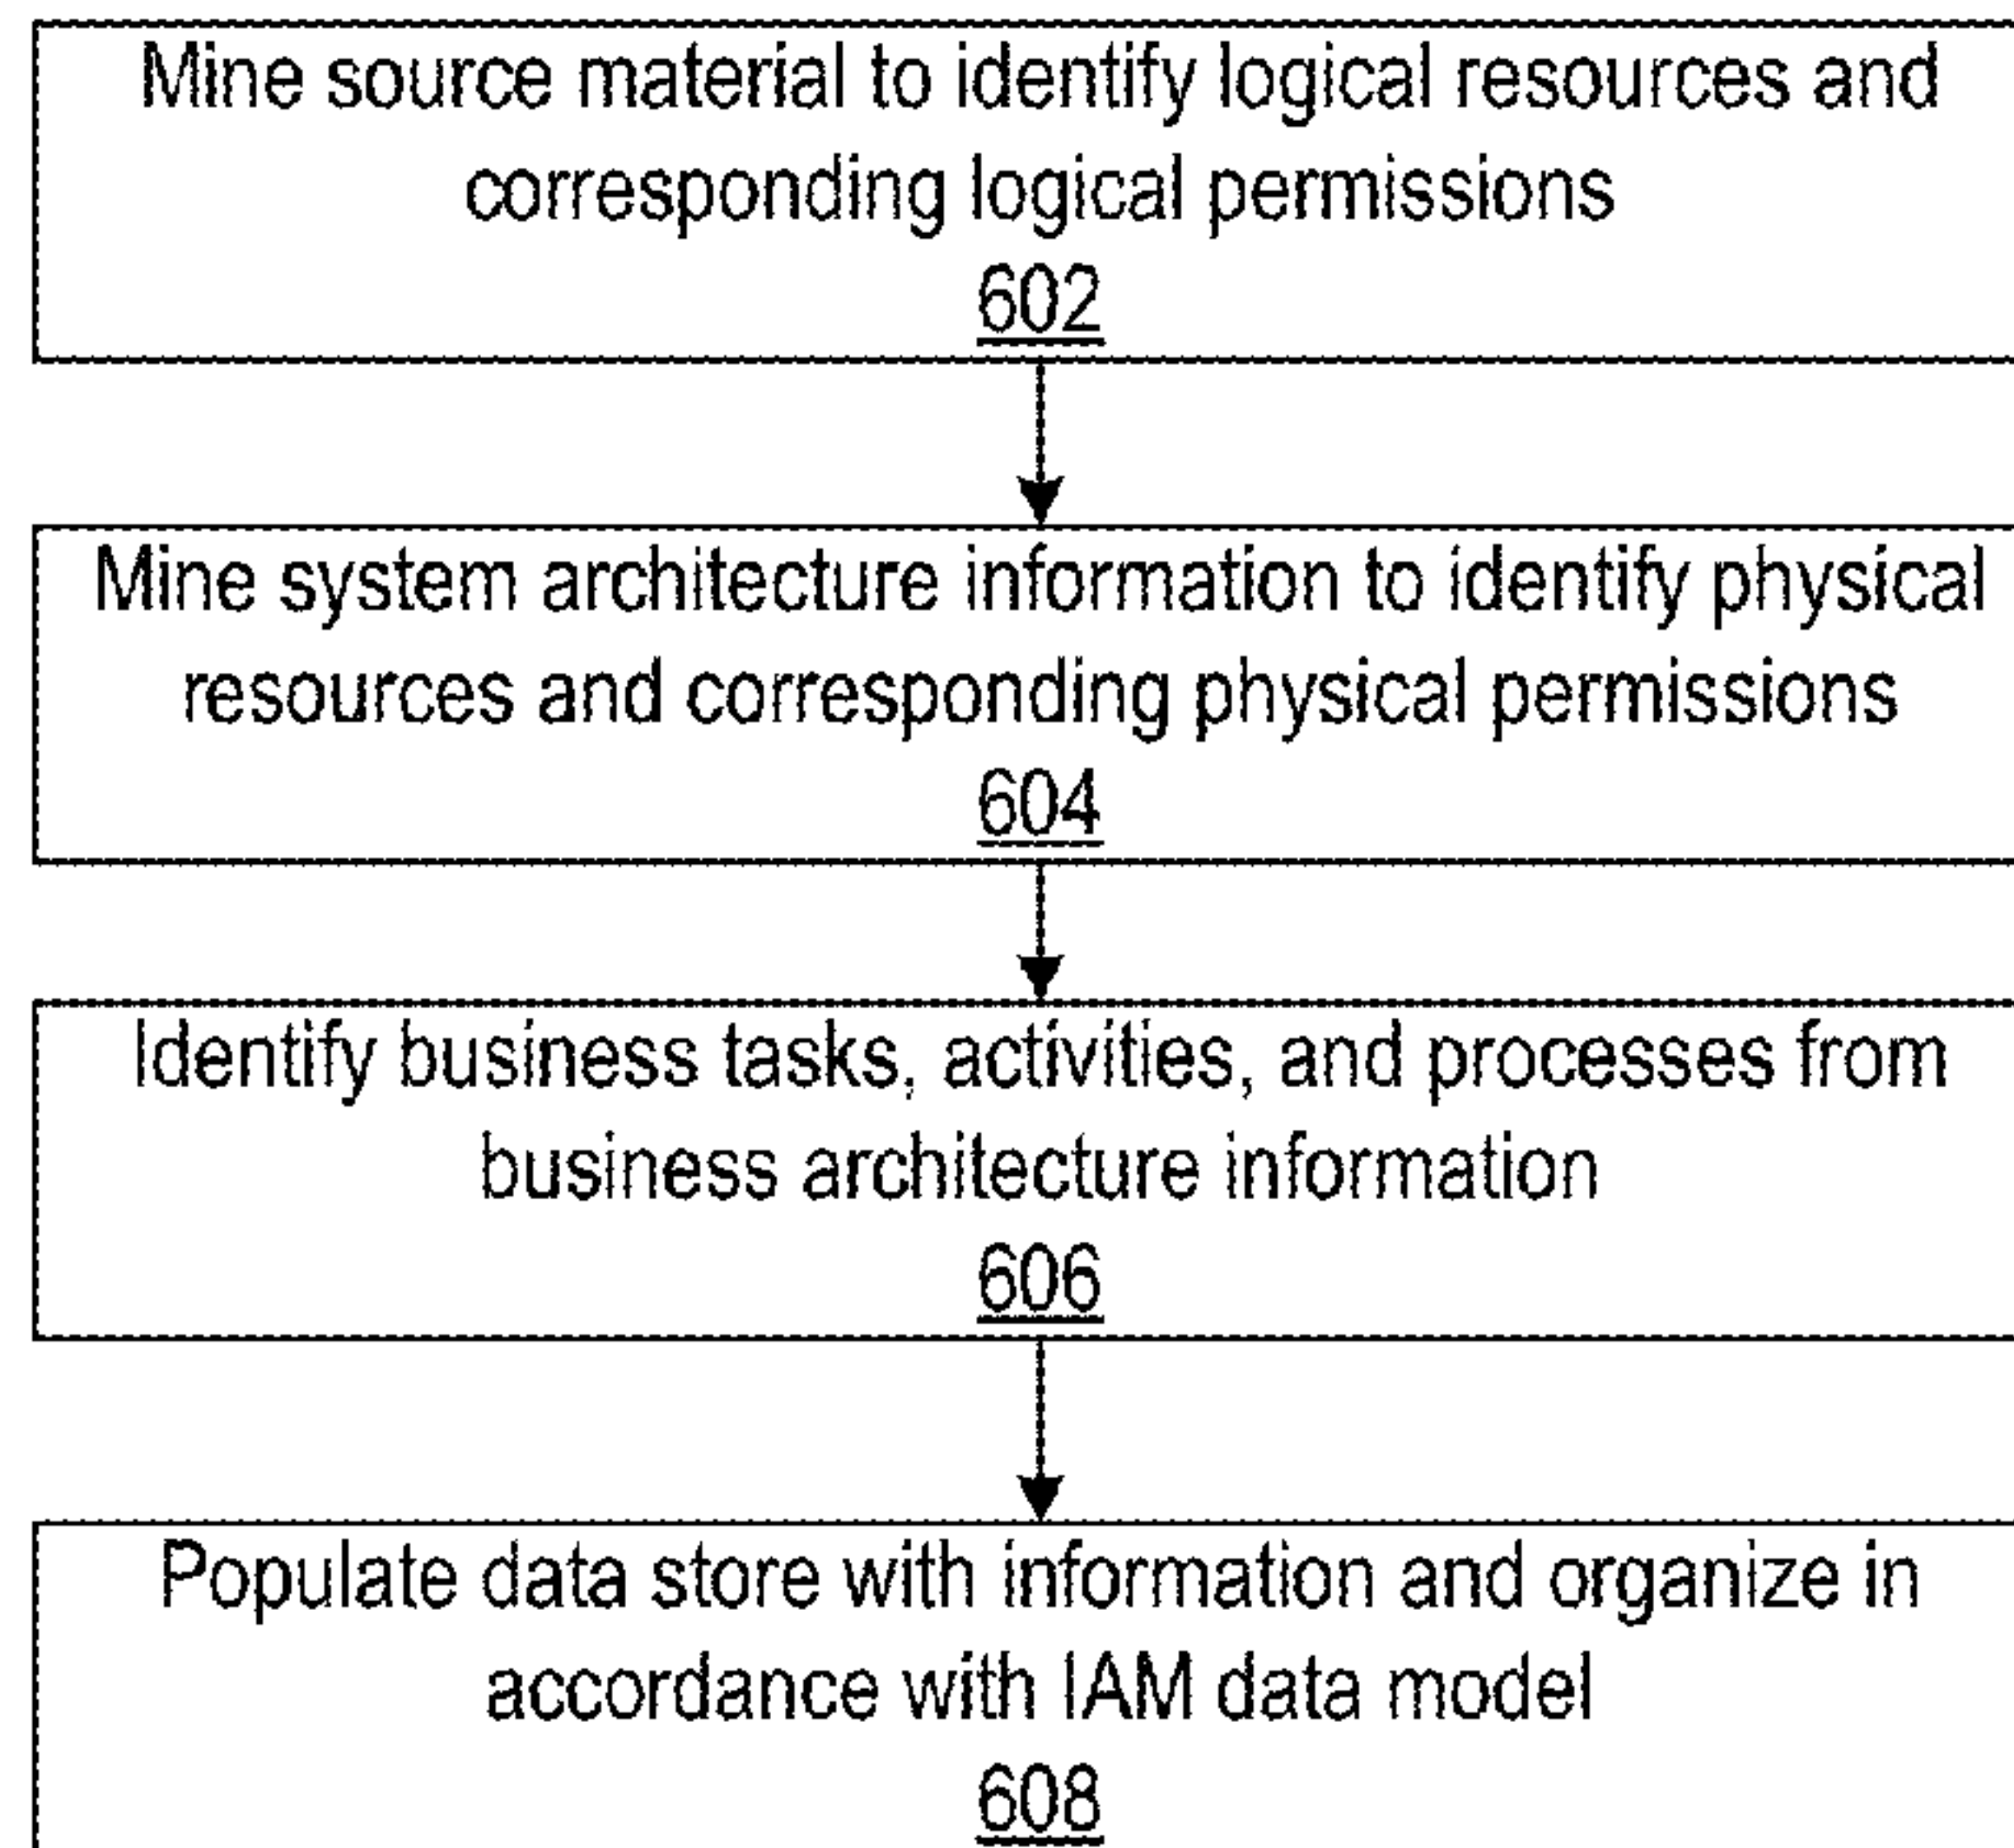 Mine source material to identify logical resources and
corresponding logical permissions
602
Mine system architecture information to identify physical
resources and corresponding physical permissions
604
Identify business tasks, activities, and processes from
business architecture information
606
Populate data store with information and organize in
accordance with IAM data model
608